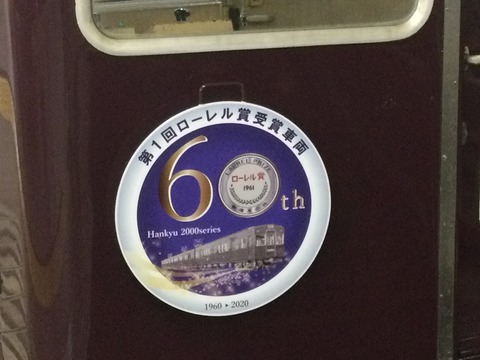 第1回ローレル賞受賞車両
60th
ローレル賞
1961
Hankyu 2000series
1960 ▸ 2020